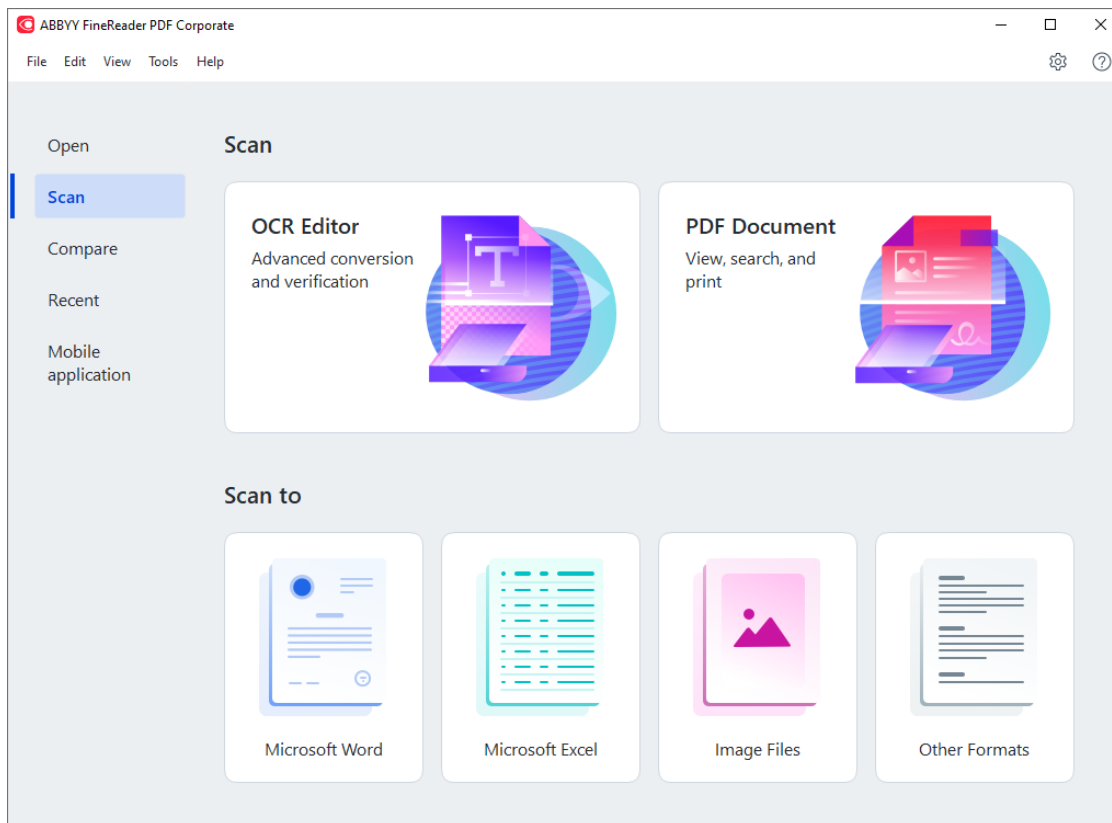 ABBYY FineReader PDF Corporate
File Edit View Tools Help
Open
Scan
Compare
Recent
Mobile
application
Scan
OCR Editor
Advanced conversion
and verification
T
PDF Document
View, search, and
print
Scan to
Microsoft Word
Microsoft Excel
Image Files
Other Formats